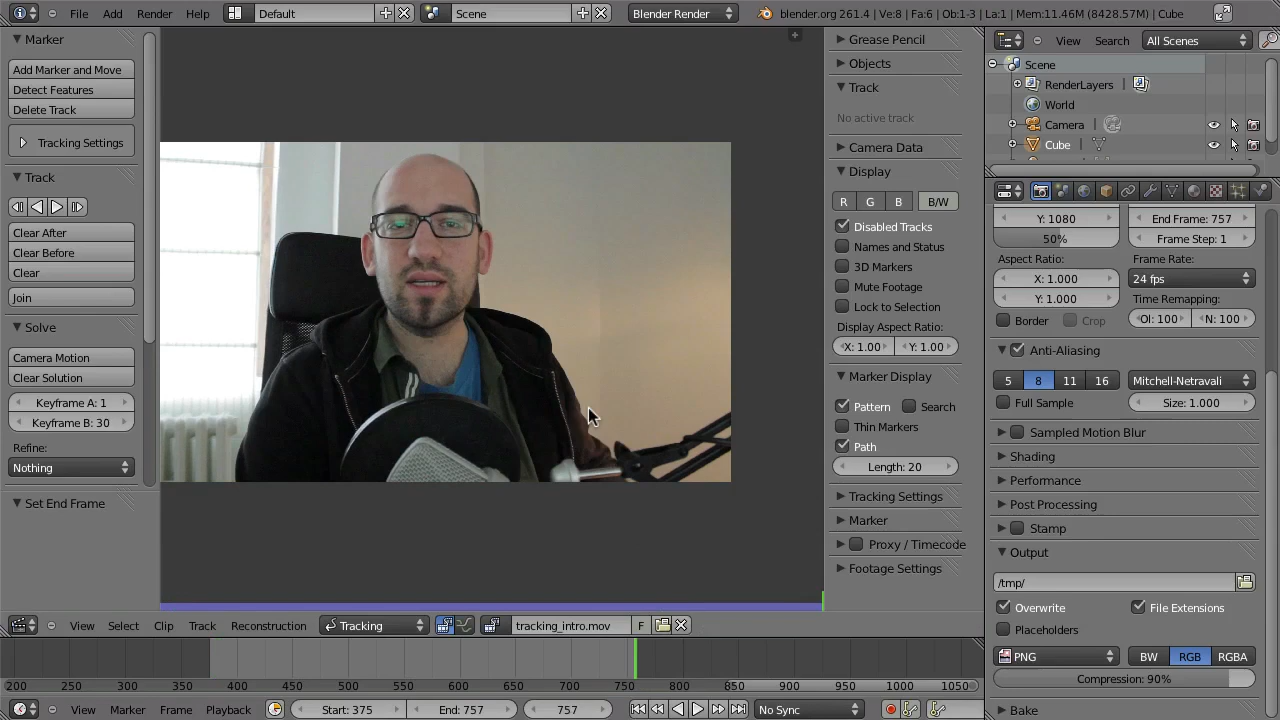 File Add Render Help Default Scene Blender Render blender.org 261.4 | Ve:8 | Fa:6 | Ob:1-3 | La:1 | Mem:11.46M (8428.57M) | Cube
Marker
Add Marker and Move
Detect Features
Delete Track
Tracking Settings
Track
Clear After
Clear Before
Clear
Join
Solve
Camera Motion
Clear Solution
Keyframe A: 1
Keyframe B: 30
Refine:
Nothing
Set End Frame
Grease Pencil
Objects
Track
No active track
Camera Data
Display
R G B B/W
Disabled Tracks
Names as Status
3D Markers
Mute Footage
Lock to Selection
Display Aspect Ratio:
X: 1.00 Y: 1.00
Marker Display
Pattern Search
Thin Markers
Path
Length: 20
Tracking Settings
Marker
Proxy / Timecode
Footage Settings
View Search All Scenes
Scene
RenderLayers |
World
Camera |
Cube |
Y: 1080 End Frame: 757
50% Frame Step: 1
Aspect Ratio: Frame Rate:
X: 1.000 24 fps
Y: 1.000 Time Remapping:
Border Crop Ol: 100 N: 100
Anti-Aliasing
5 8 11 16 Mitchell-Netravali
Full Sample Size: 1.000
Sampled Motion Blur
Shading
Performance
Post Processing
Stamp
Output
/tmp/
Overwrite File Extensions
Placeholders
PNG BW RGB RGBA
Compression: 90%
Bake
View Select Clip Track Reconstruction Tracking tracking_intro.mov F
200 250 300 350 400 450 500 550 600 650 700 750 800 850 900 950 1000 1050
View Marker Frame Playback Start: 375 End: 757 757 No Sync